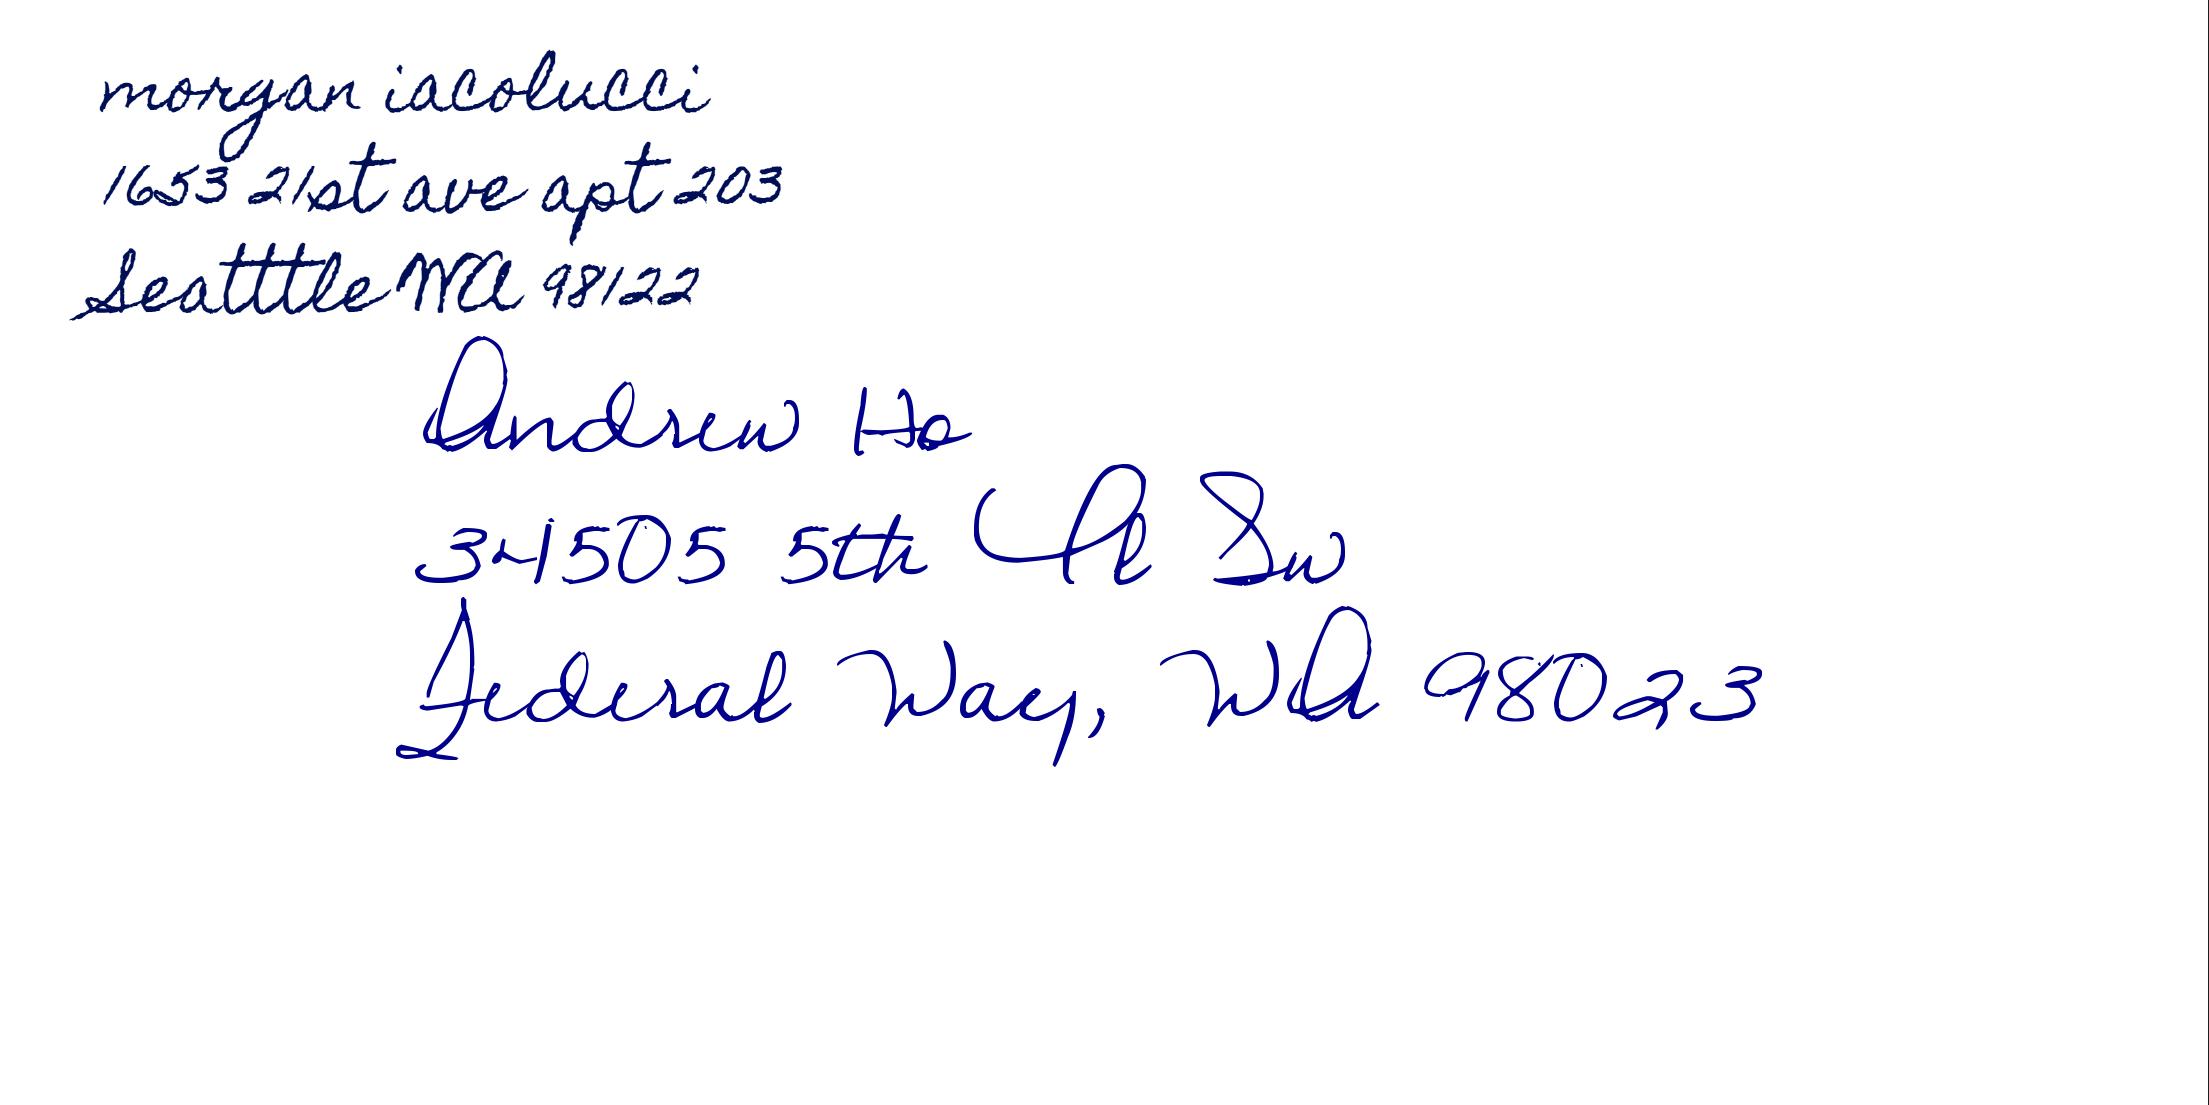 morgan iacolucci
1653 21st ave apt 203
Seatttle WA 98122
Andrew Ho
34505 5th Pl Sw
Federal Way, WA 98023